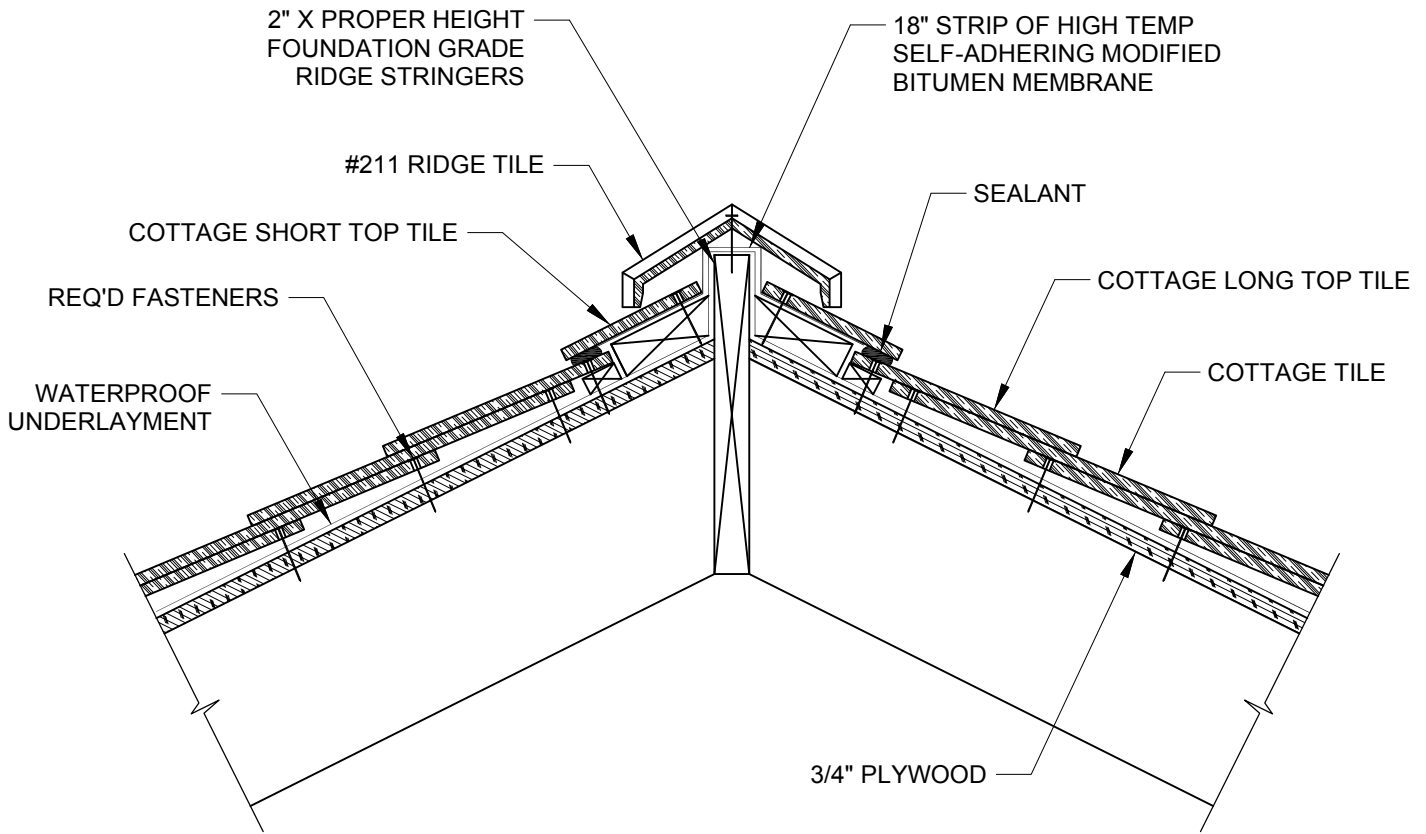 2" X PROPER HEIGHT
FOUNDATION GRADE
RIDGE STRINGERS
18" STRIP OF HIGH TEMP
SELF-ADHERING MODIFIED
BITUMEN MEMBRANE
#211 RIDGE TILE
SEALANT
COTTAGE SHORT TOP TILE
COTTAGE LONG TOP TILE
REQ'D FASTENERS
COTTAGE TILE
WATERPROOF
UNDERLAYMENT
3/4" PLYWOOD